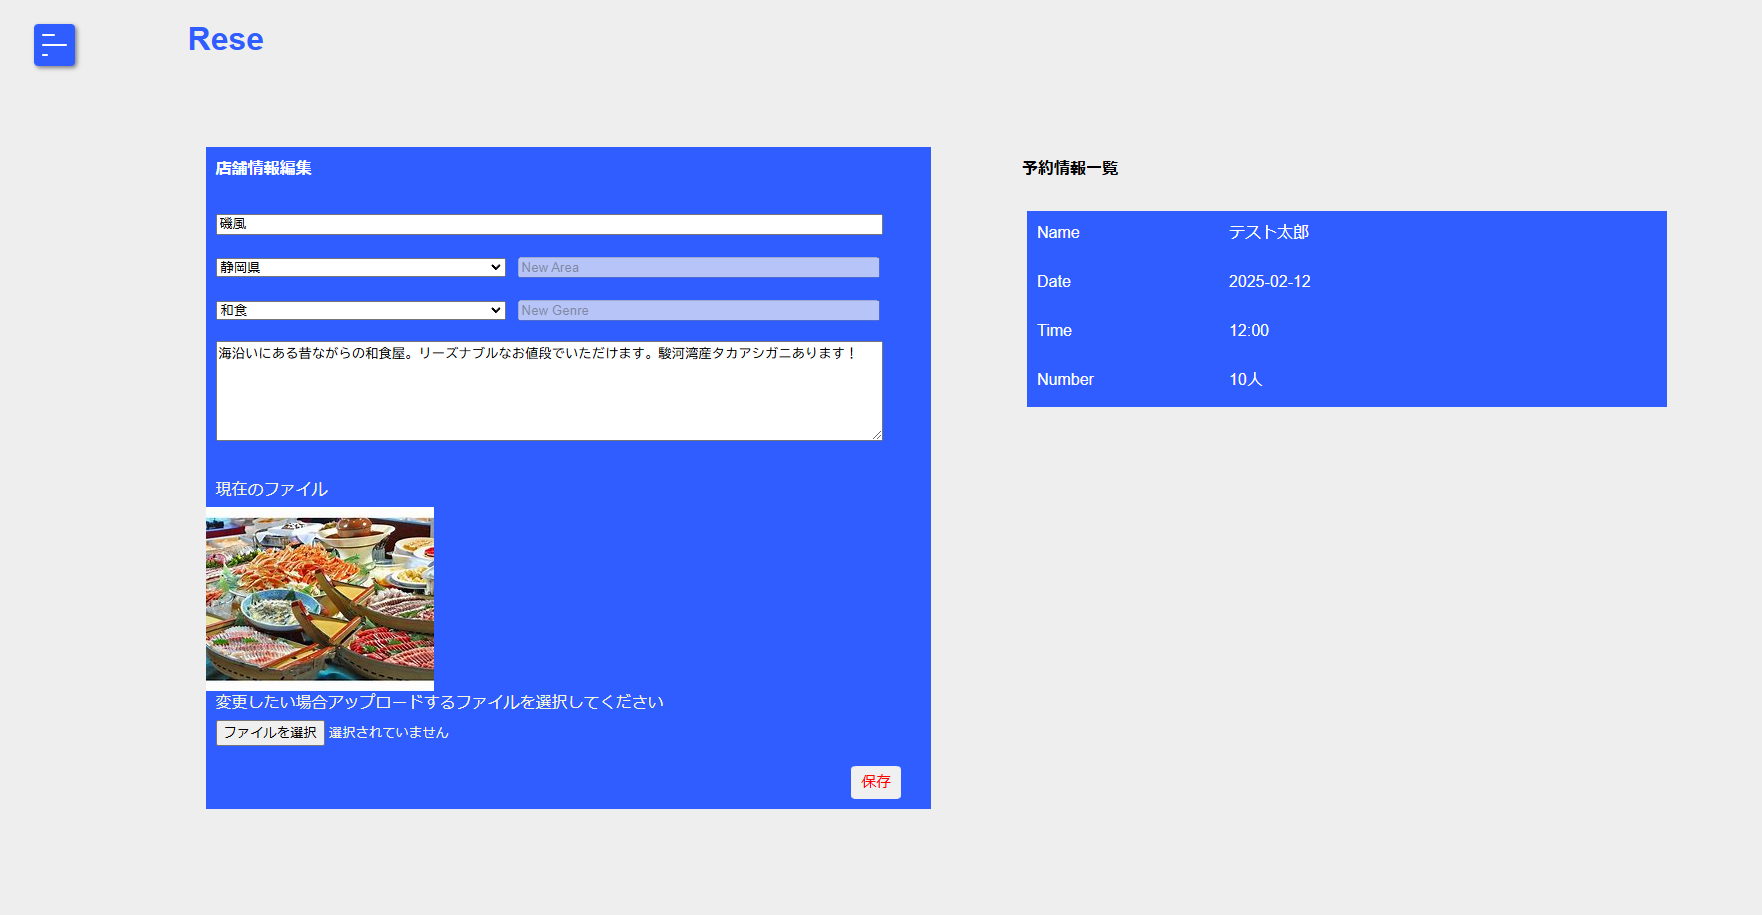 Rese
店舗情報編集
磯風
静岡県 New Area
和食 New Genre
海沿いにある昔ながらの和食屋。リーズナブルなお値段でいただけます。駿河湾産タカアシガニあります！
現在のファイル
変更したい場合アップロードするファイルを選択してください
ファイルを選択 選択されていません
保存
予約情報一覧
Name テスト太郎
Date 2025-02-12
Time 12:00
Number 10人